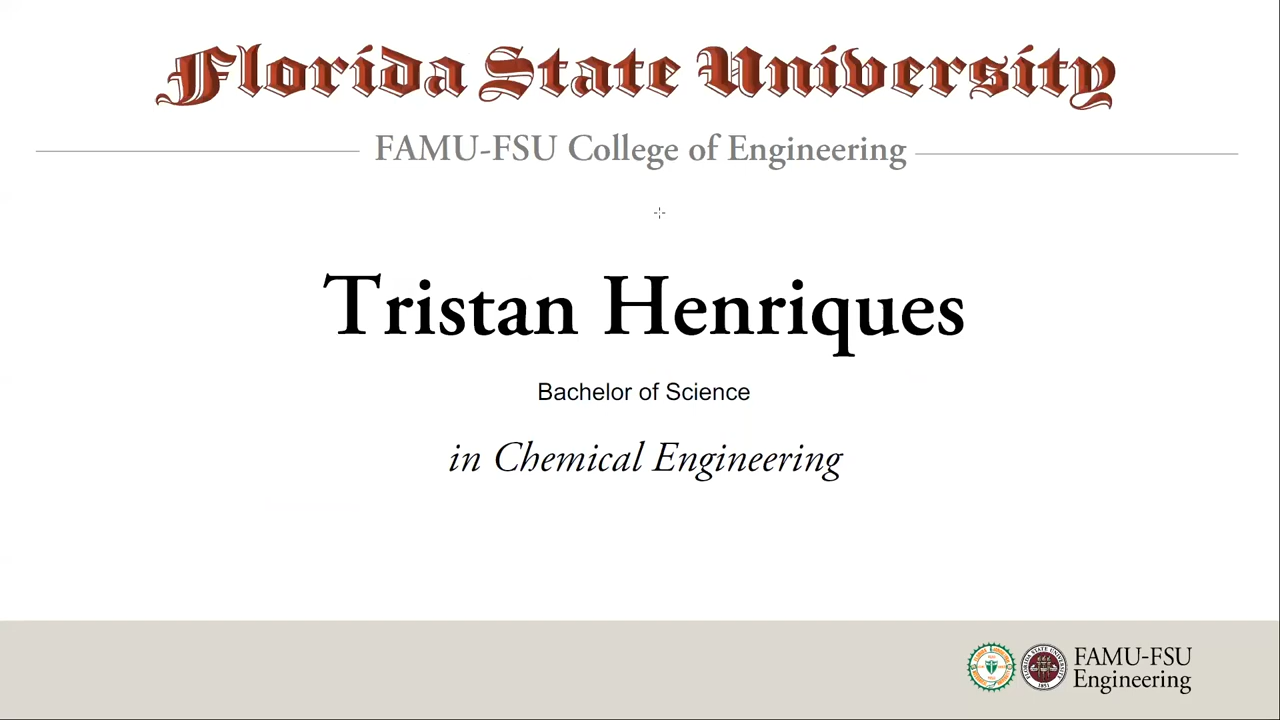 Florida State University
FAMU-FSU College of Engineering
Tristan Henriques
Bachelor of Science
in Chemical Engineering
FAMU-FSU
Engineering